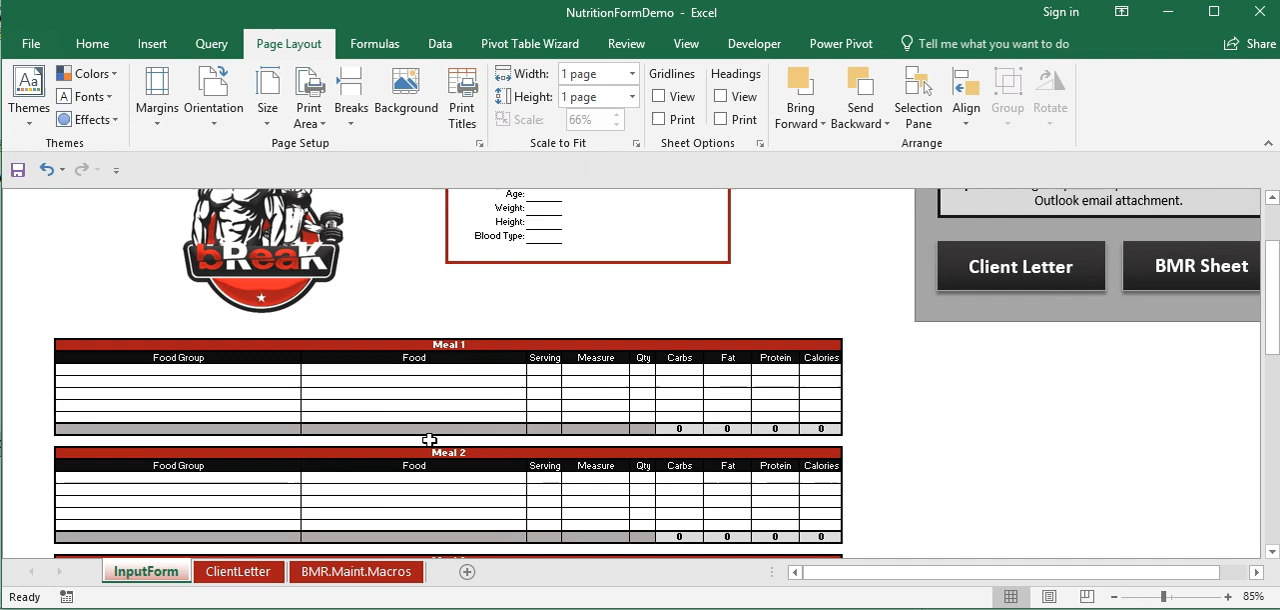 NutritionFormDemo - Excel
Sign in
File Home Insert Query Page Layout Formulas Data Pivot Table Wizard Review View Developer Power Pivot Tell me what you want to do Share
Aa
Themes
Colors
A Fonts
Effects
Themes
Margins
Orientation
Size
Print Area
Breaks
Background
Print Titles
Page Setup
Width: 1 page
Height: 1 page
Scale: 66%
Scale to Fit
Gridlines
View
Print
Headings
View
Print
Sheet Options
Bring Forward
Send Backward
Selection Pane
Align
Group
Rotate
Arrange
bReaK
Age:
Weight:
Height:
Blood Type:
Outlook email attachment.
Client Letter
BMR Sheet
Meal 1
Food Group Food Serving Measure Qty Carbs Fat Protein Calories
0 0 0 0
Meal 2
Food Group Food Serving Measure Qty Carbs Fat Protein Calories
0 0 0 0
InputForm ClientLetter BMR.Maint.Macros
Ready
85%